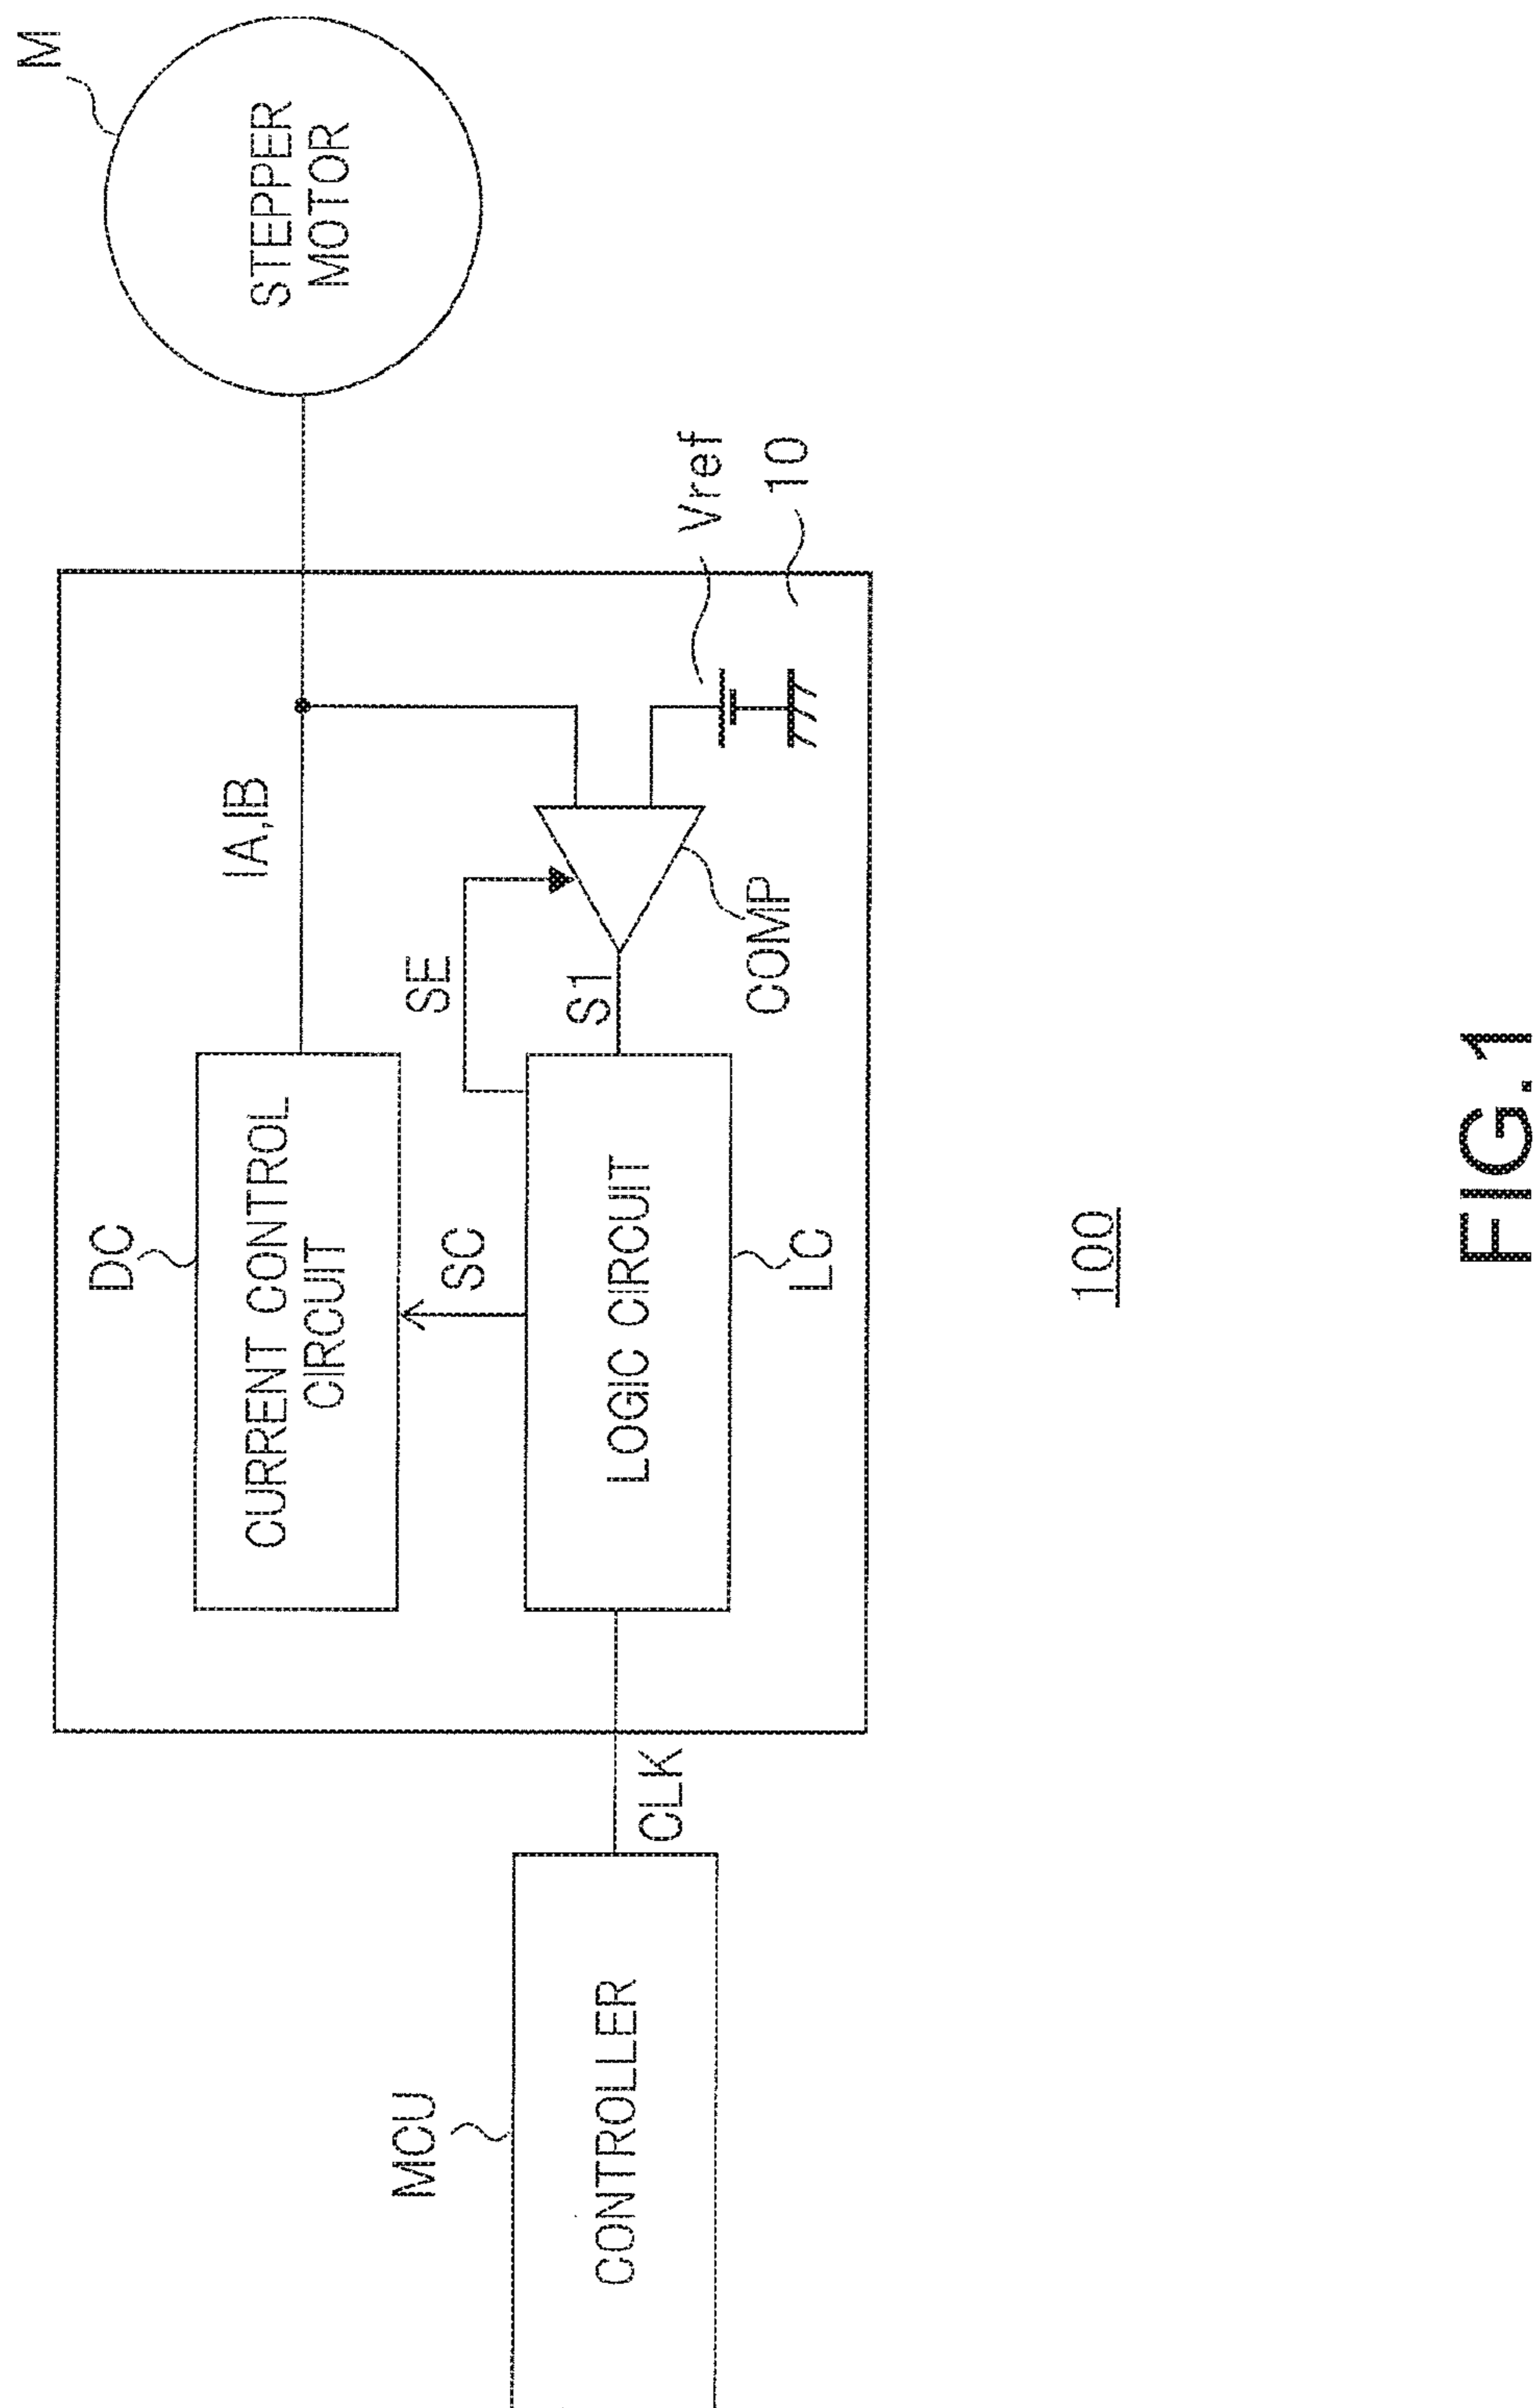 DC
CURRENT CONTROL
CIRCUIT
IA,IB
M
STEPPER
MOTOR
MCU
CONTROLLER
CLK
SC
SE
LOGIC CIRCUIT
LC
S1
COMP
Vref
10
100
FIG. 1